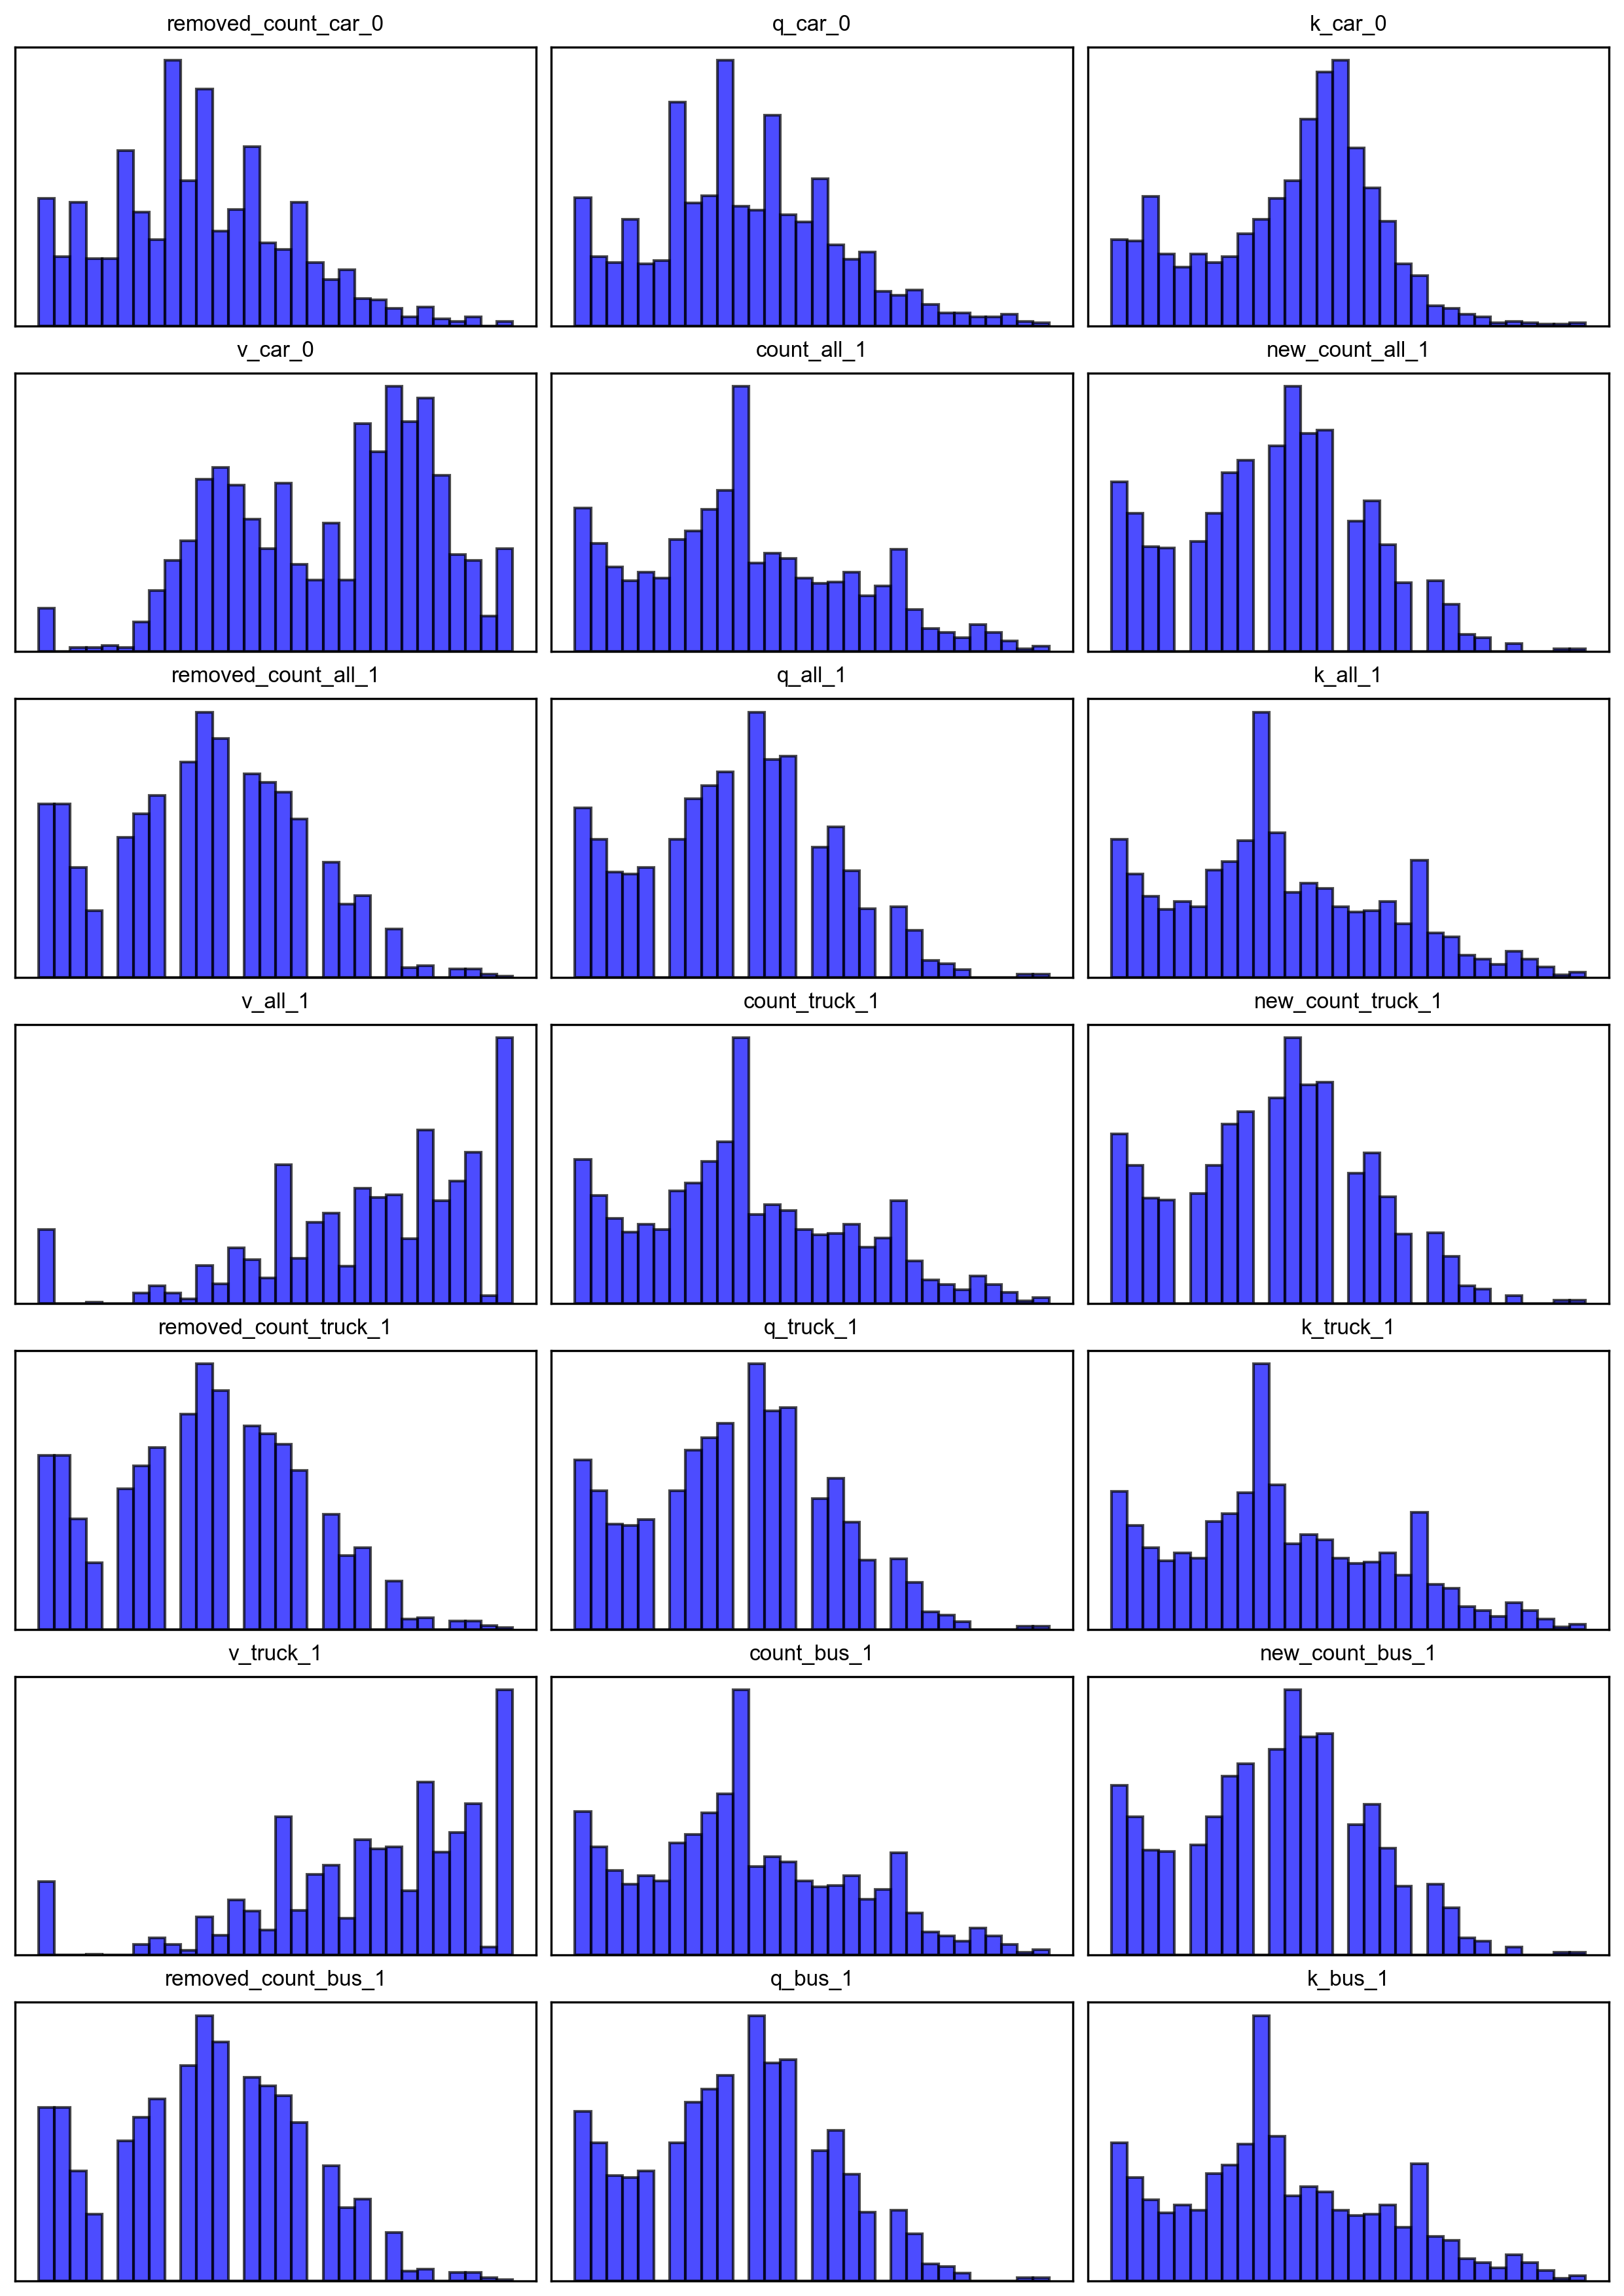 removed_count_car_0
q_car_0
k_car_0
v_car_0
count_all_1
new_count_all_1
removed_count_all_1
q_all_1
k_all_1
v_all_1
count_truck_1
new_count_truck_1
removed_count_truck_1
q_truck_1
k_truck_1
v_truck_1
count_bus_1
new_count_bus_1
removed_count_bus_1
q_bus_1
k_bus_1